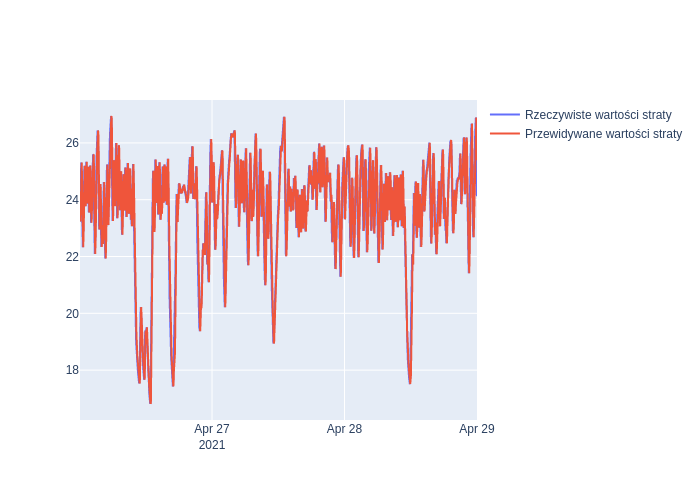 Rzeczywiste wartości straty
Przewidywane wartości straty
26
24
22
20
18
Apr 27
2021
Apr 28
Apr 29